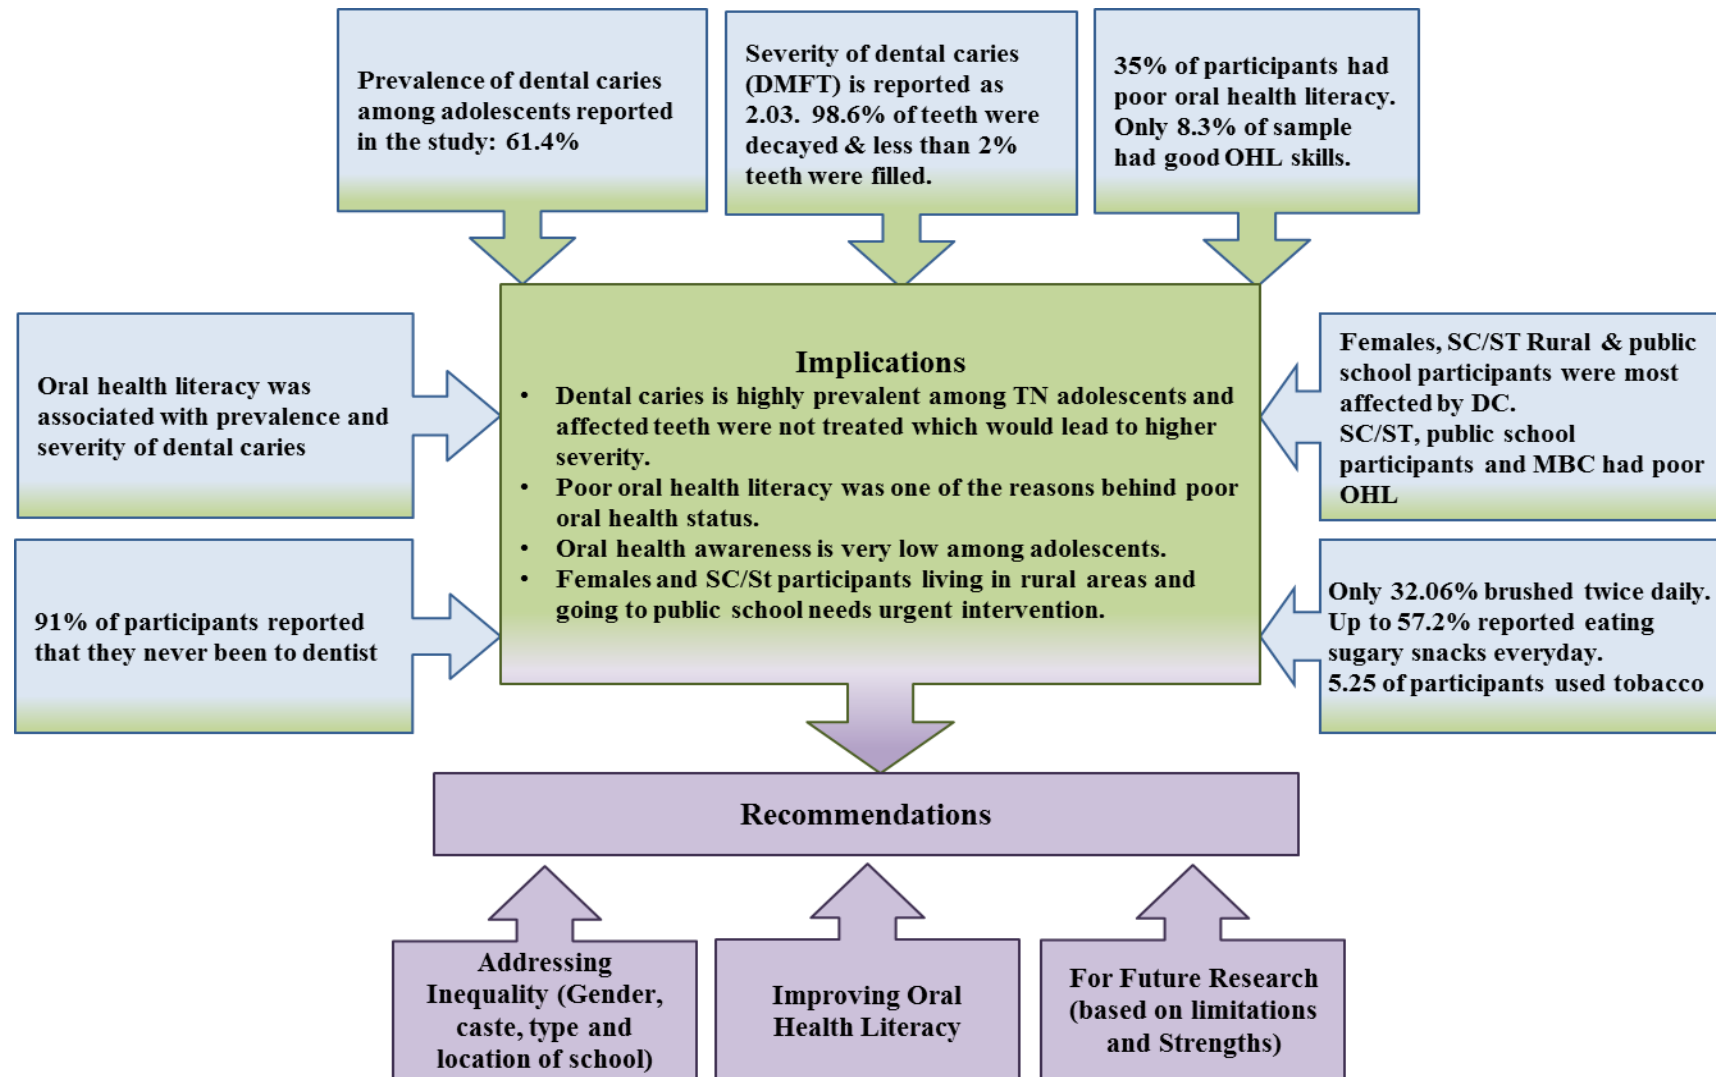 Prevalence of dental caries
among adolescents reported
in the study: 61.4%
Severity of dental caries
(DMFT) is reported as
2.03. 98.6% of teeth were
decayed & less than 2%
teeth were filled.
35% of participants had
poor oral health literacy.
Only 8.3% of sample
had good OHL skills.
Oral health literacy was
associated with prevalence and
severity of dental caries
91% of participants reported
that they never been to dentist
Implications
• Dental caries is highly prevalent among TN adolescents and
affected teeth were not treated which would lead to higher
severity.
• Poor oral health literacy was one of the reasons behind poor
oral health status.
• Oral health awareness is very low among adolescents.
• Females and SC/St participants living in rural areas and
going to public school needs urgent intervention.
Females, SC/ST Rural & public
school participants were most
affected by DC.
SC/ST, public school
participants and MBC had poor
OHL
Only 32.06% brushed twice daily.
Up to 57.2% reported eating
sugary snacks everyday.
5.25 of participants used tobacco
Recommendations
Addressing
Inequality (Gender,
caste, type and
location of school)
Improving Oral
Health Literacy
For Future Research
(based on limitations
and Strengths)